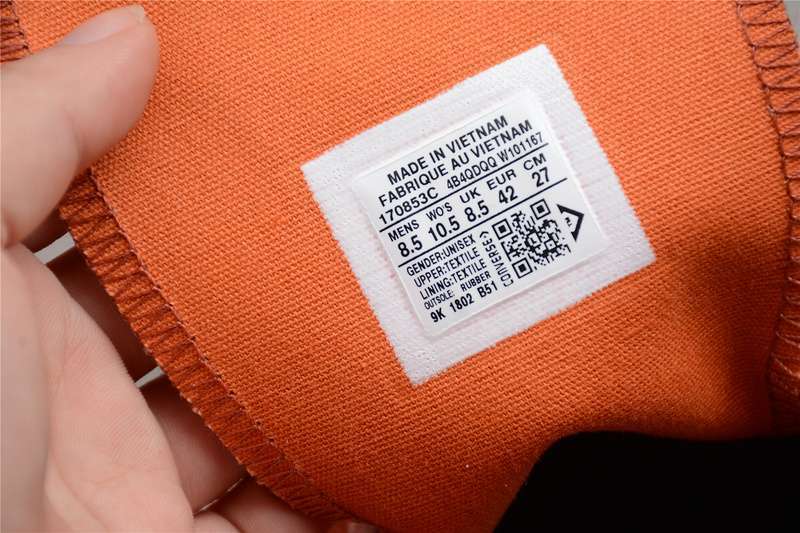 MADE IN VIETNAM
FABRIQUE AU VIETNAM
170853C 4B4QDQQ W101167
MENS WO'S UK EUR CM
8.5 10.5 8.5 42 27
GENDER:UNISEX
UPPER:TEXTILE
LINING:TEXTILE
OUTSOLE: RUBBER
9K 1802 B51
CONVERSE